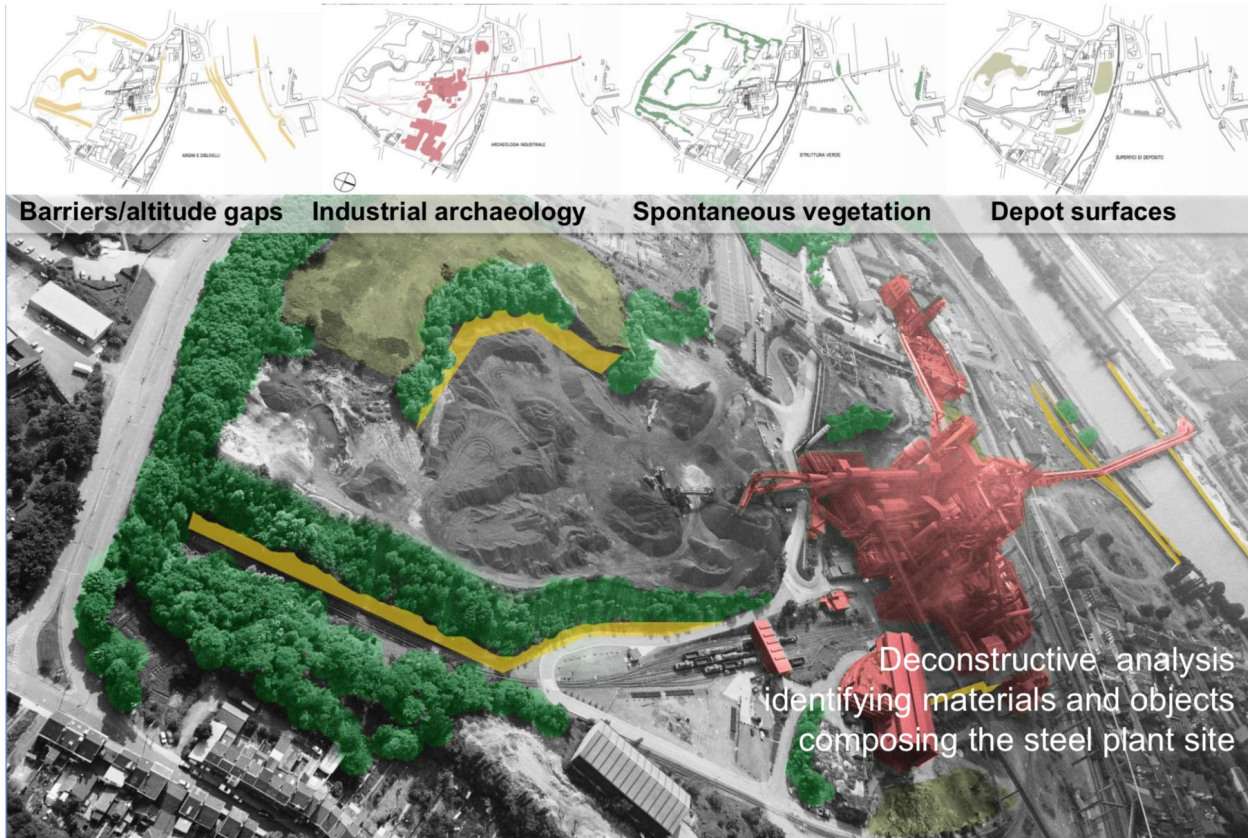 ARGINI E DISLIVELLI
ARCHEOLOGIA INDUSTRIALE
STRUTTURA VERDE
SUPERFICI DI DEPOSITO
Barriers/altitude gaps
Industrial archaeology
Spontaneous vegetation
Depot surfaces
Deconstructive analysis
identifying materials and objects
composing the steel plant site